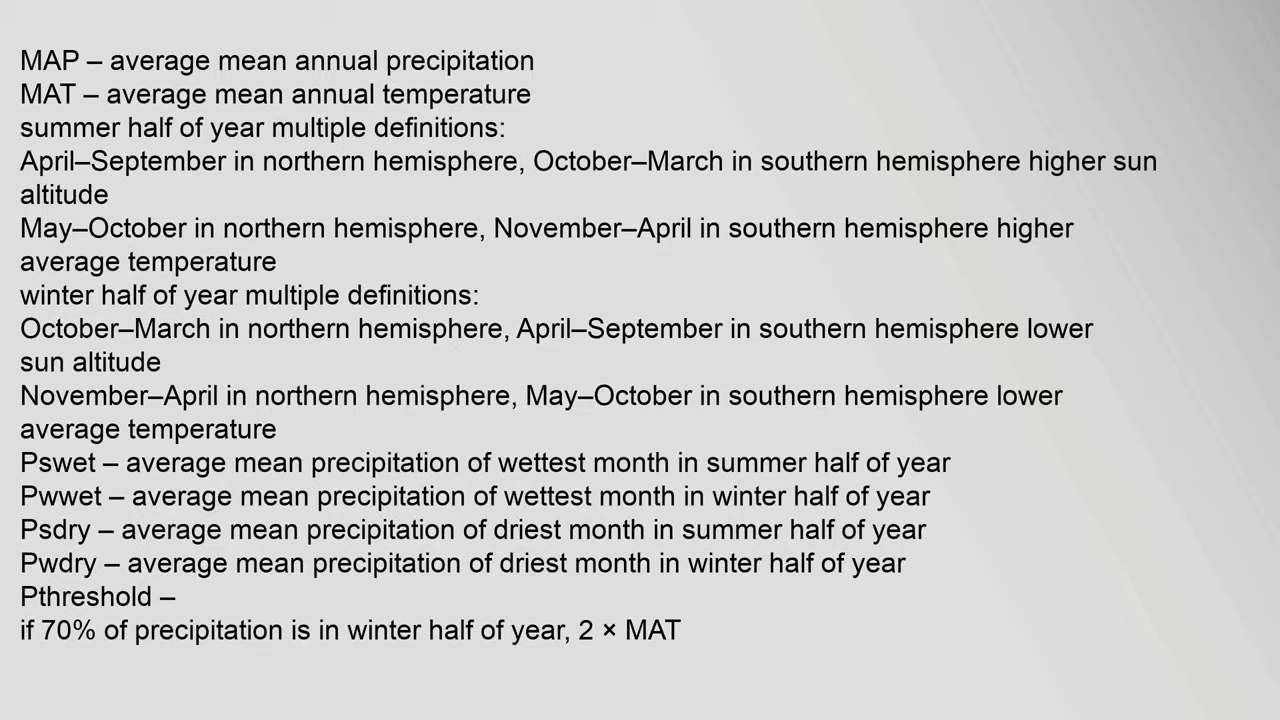 MAP – average mean annual precipitation
MAT – average mean annual temperature
summer half of year multiple definitions:
April–September in northern hemisphere, October–March in southern hemisphere higher sun
altitude
May–October in northern hemisphere, November–April in southern hemisphere higher
average temperature
winter half of year multiple definitions:
October–March in northern hemisphere, April–September in southern hemisphere lower
sun altitude
November–April in northern hemisphere, May–October in southern hemisphere lower
average temperature
Pswet – average mean precipitation of wettest month in summer half of year
Pwwet – average mean precipitation of wettest month in winter half of year
Psdry – average mean precipitation of driest month in summer half of year
Pwdry – average mean precipitation of driest month in winter half of year
Pthreshold –
if 70% of precipitation is in winter half of year, 2 × MAT